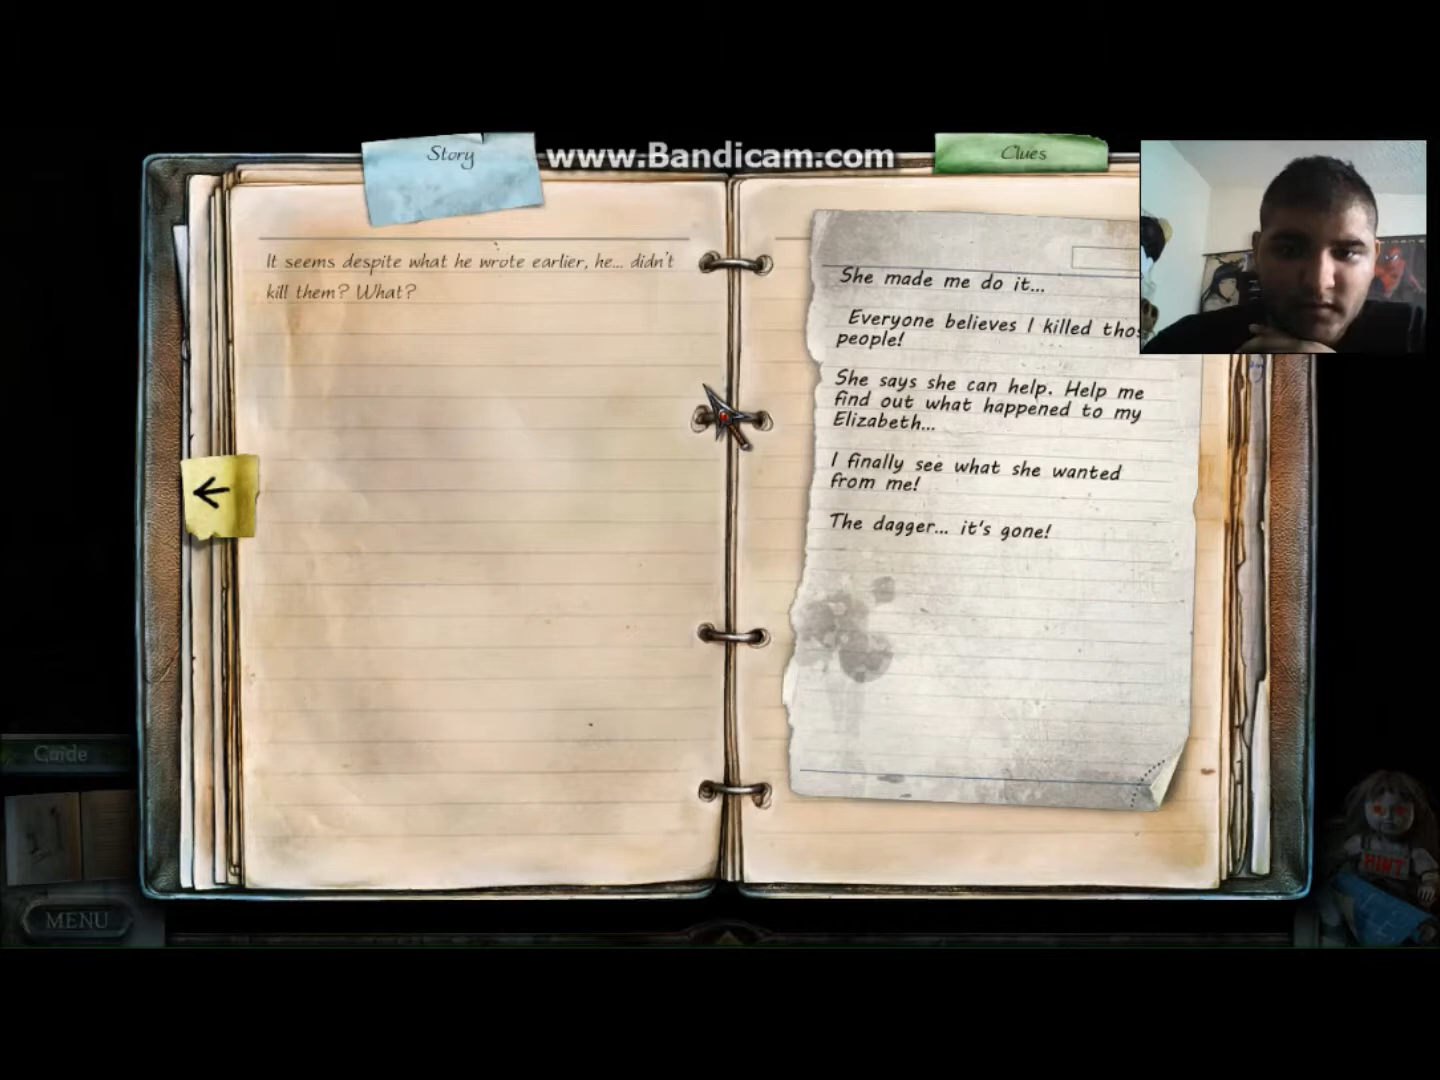 Story
www.Bandicam.com
Clues
It seems despite what he wrote earlier, he... didn't
kill them? What?
She made me do it...
Everyone believes I killed
people!
She says she can help. Help me
find out what happened to my
Elizabeth...
I finally see what she wanted
from me!
The dagger... it's gone!
Guide
MENU
HINT